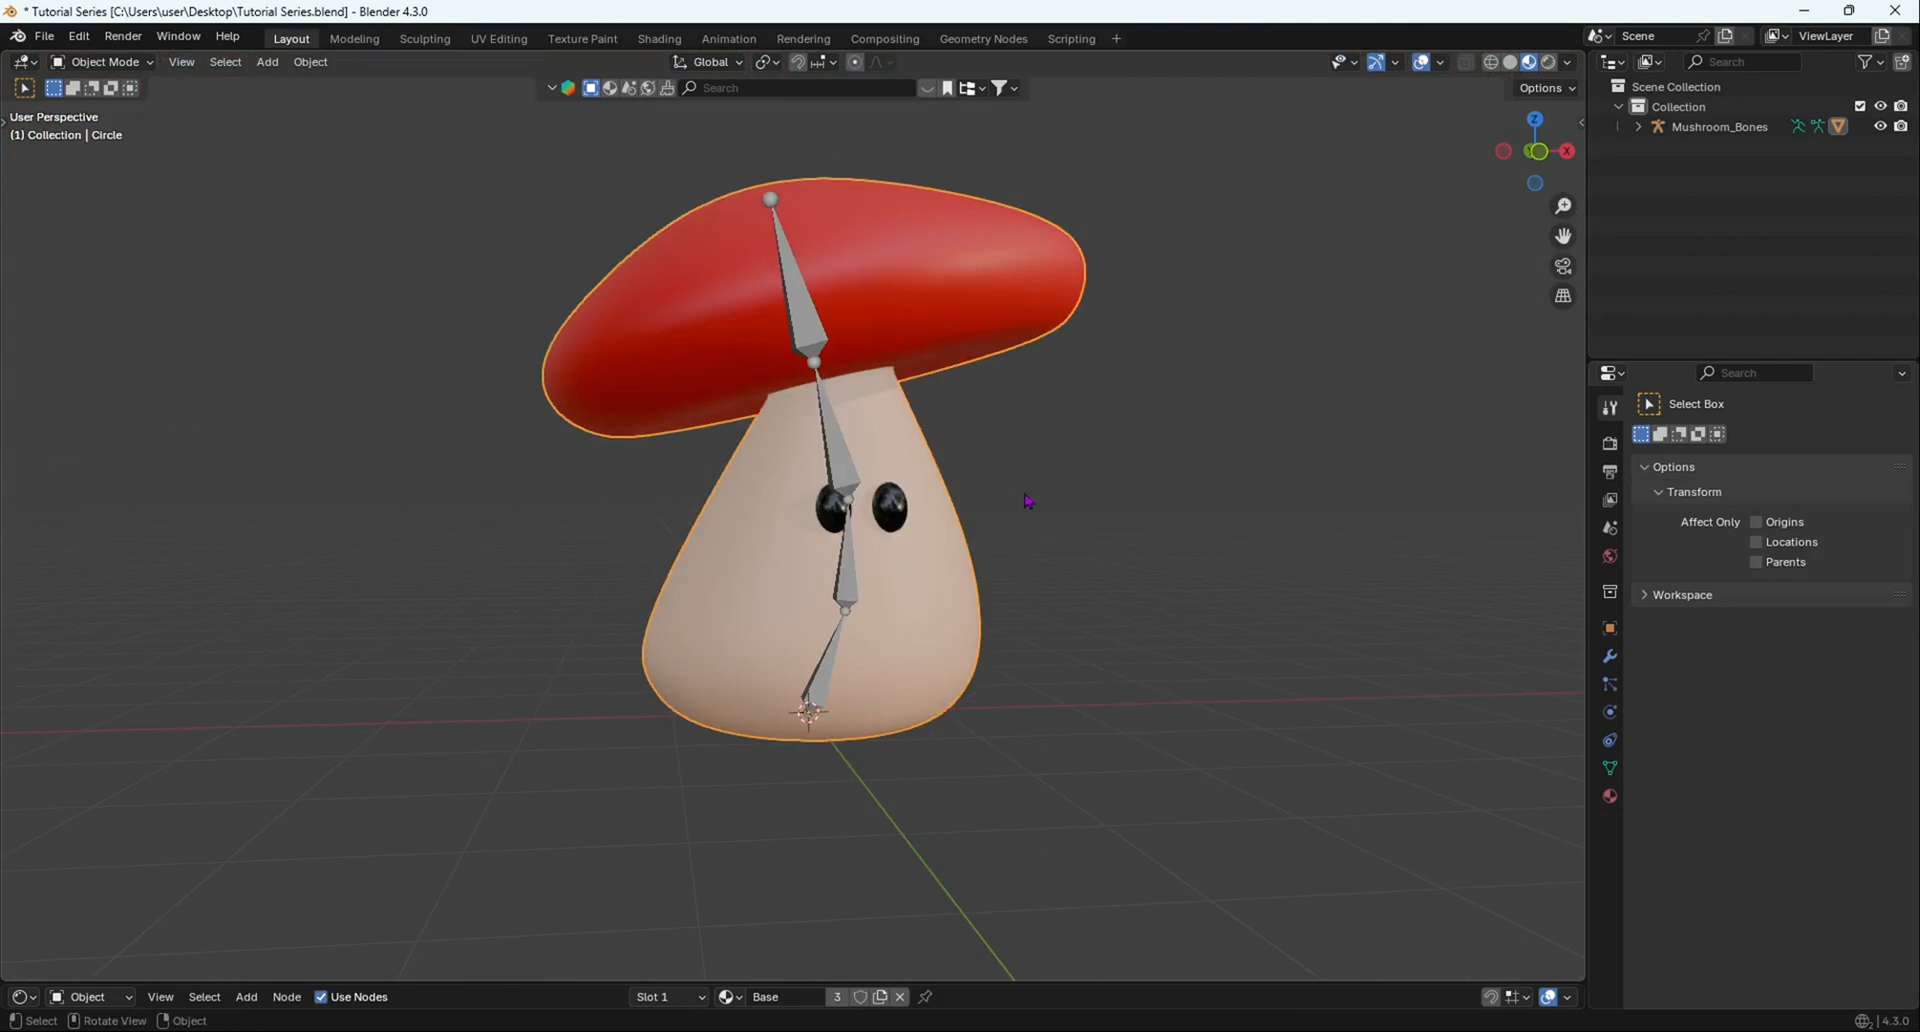 * Tutorial Series [C:\Users\user\Desktop\Tutorial Series.blend] - Blender 4.3.0
File Edit Render Window Help Layout Modeling Sculpting UV Editing Texture Paint Shading Animation Rendering Compositing Geometry Nodes Scripting + Scene ViewLayer
Object Mode View Select Add Object Global Search
Search Options
User Perspective
(1) Collection | Circle
Z
X
Scene Collection
Collection
Mushroom_Bones
Search
Select Box
Options
Transform
Affect Only Origins
Locations
Parents
Workspace
Object View Select Add Node Use Nodes Slot 1 Base 3
Select Rotate View Object 4.3.0